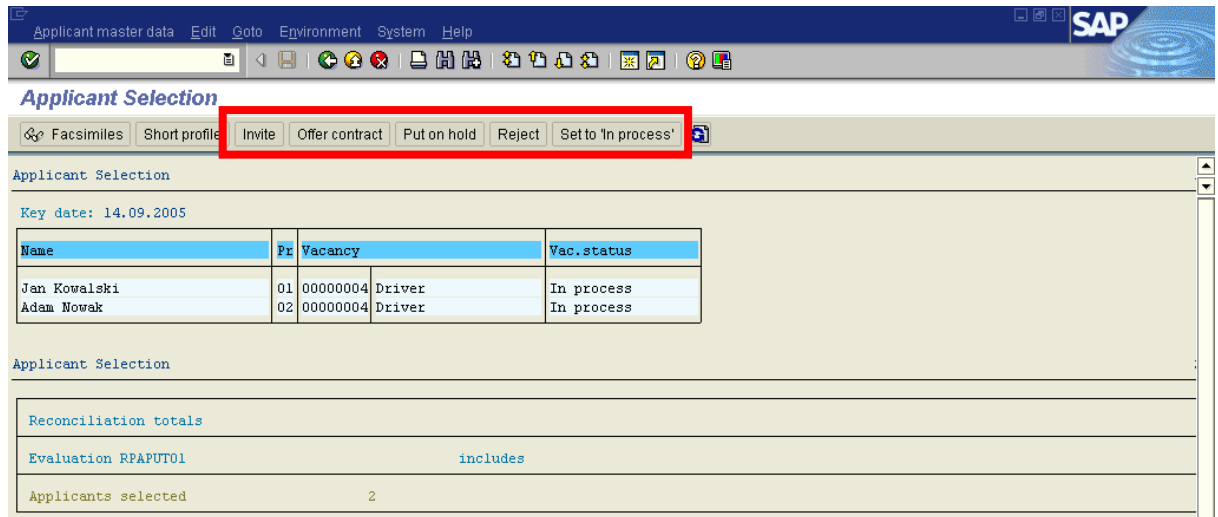 Applicant master data Edit Goto Environment System Help
SAP
Applicant Selection
Facsimiles Short profile Invite Offer contract Put on hold Reject Set to 'In process'
Applicant Selection
Key date: 14.09.2005
Name Pr Vacancy Vac.status
Jan Kowalski 01 00000004 Driver In process
Adam Nowak 02 00000004 Driver In process
Applicant Selection
Reconciliation totals
Evaluation RPAPUT01 includes
Applicants selected 2